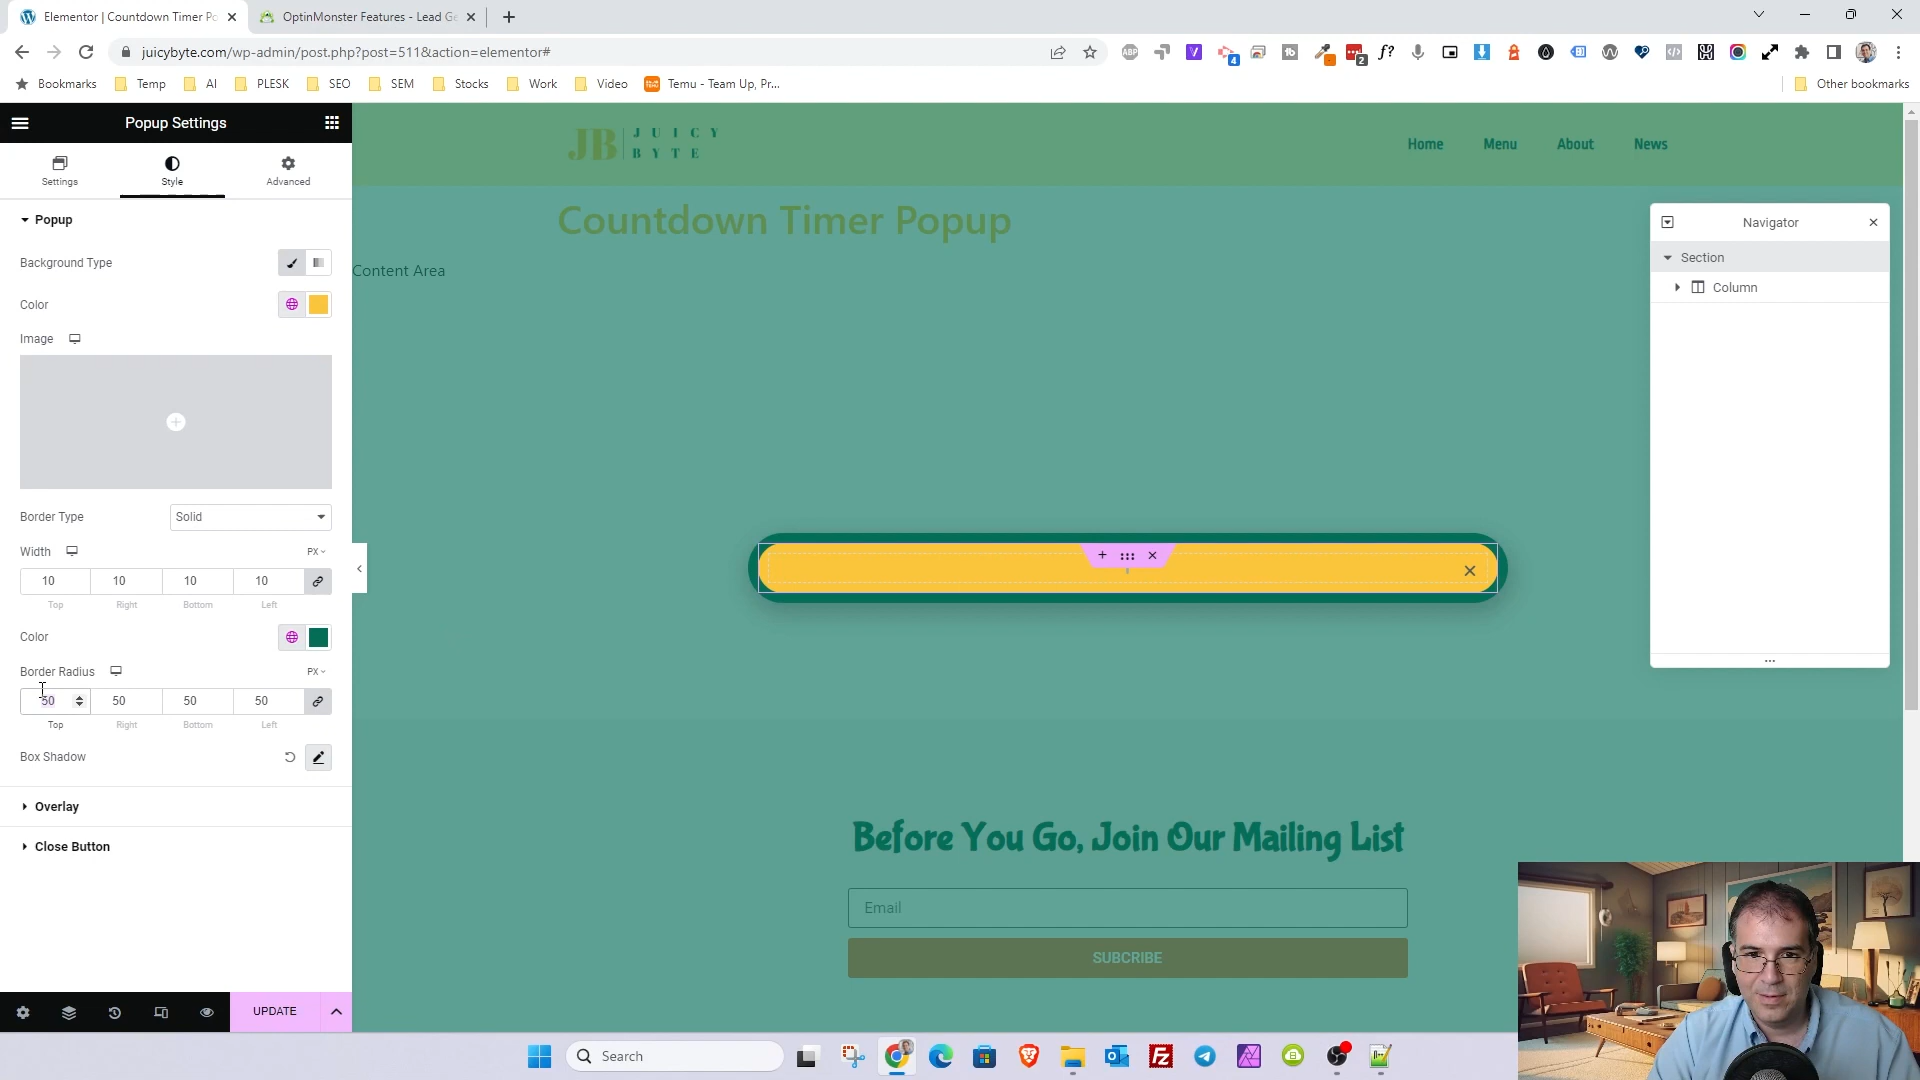 Elementor | Countdown Timer Po
OptinMonster Features - Lead Ge
juicybyte.com/wp-admin/post.php?post=511&action=elementor#
4
2
Bookmarks
Temp
AI
PLESK
SEO
SEM
Stocks
Work
Video
Temu - Team Up, Pr...
Other bookmarks
Popup Settings
Settings
Style
Advanced
Popup
Background Type
Color
Image
Border Type
Solid
Width
PX
10
10
10
10
Top
Right
Bottom
Left
Color
Border Radius
PX
50
50
50
50
Top
Right
Bottom
Left
Box Shadow
Overlay
Close Button
UPDATE
JB
JUICY
BYTE
Home
Menu
About
News
Countdown Timer Popup
Content Area
Navigator
Section
Column
Before You Go, Join Our Mailing List
Email
SUBCRIBE
Search